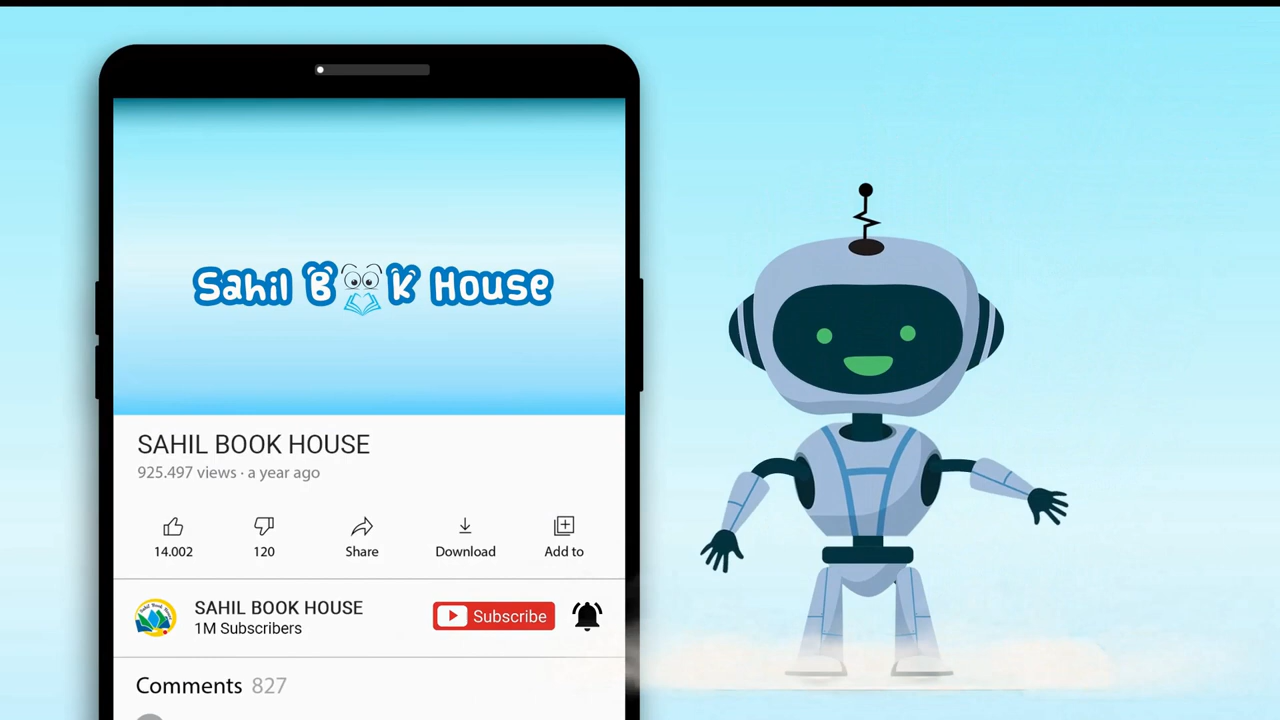 Sahil Book House
SAHIL BOOK HOUSE
925.497 views · a year ago
14.002
120
Share
Download
Add to
SAHIL BOOK HOUSE
1M Subscribers
Subscribe
Comments 827